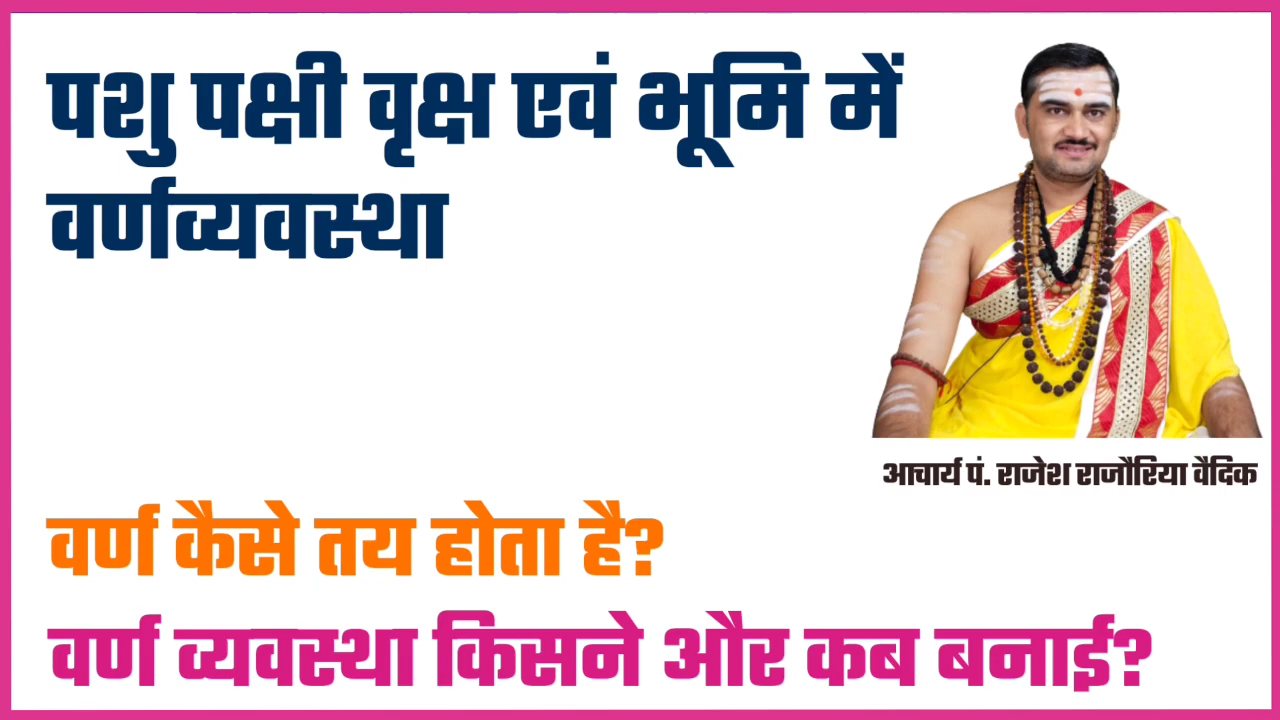 पशु पक्षी वृक्ष एवं भूमि में
वर्णव्यवस्था
आचार्य पं. राजेश राजौरिया वैदिक
वर्ण कैसे तय होता है?
वर्ण व्यवस्था किसने और कब बनाई?